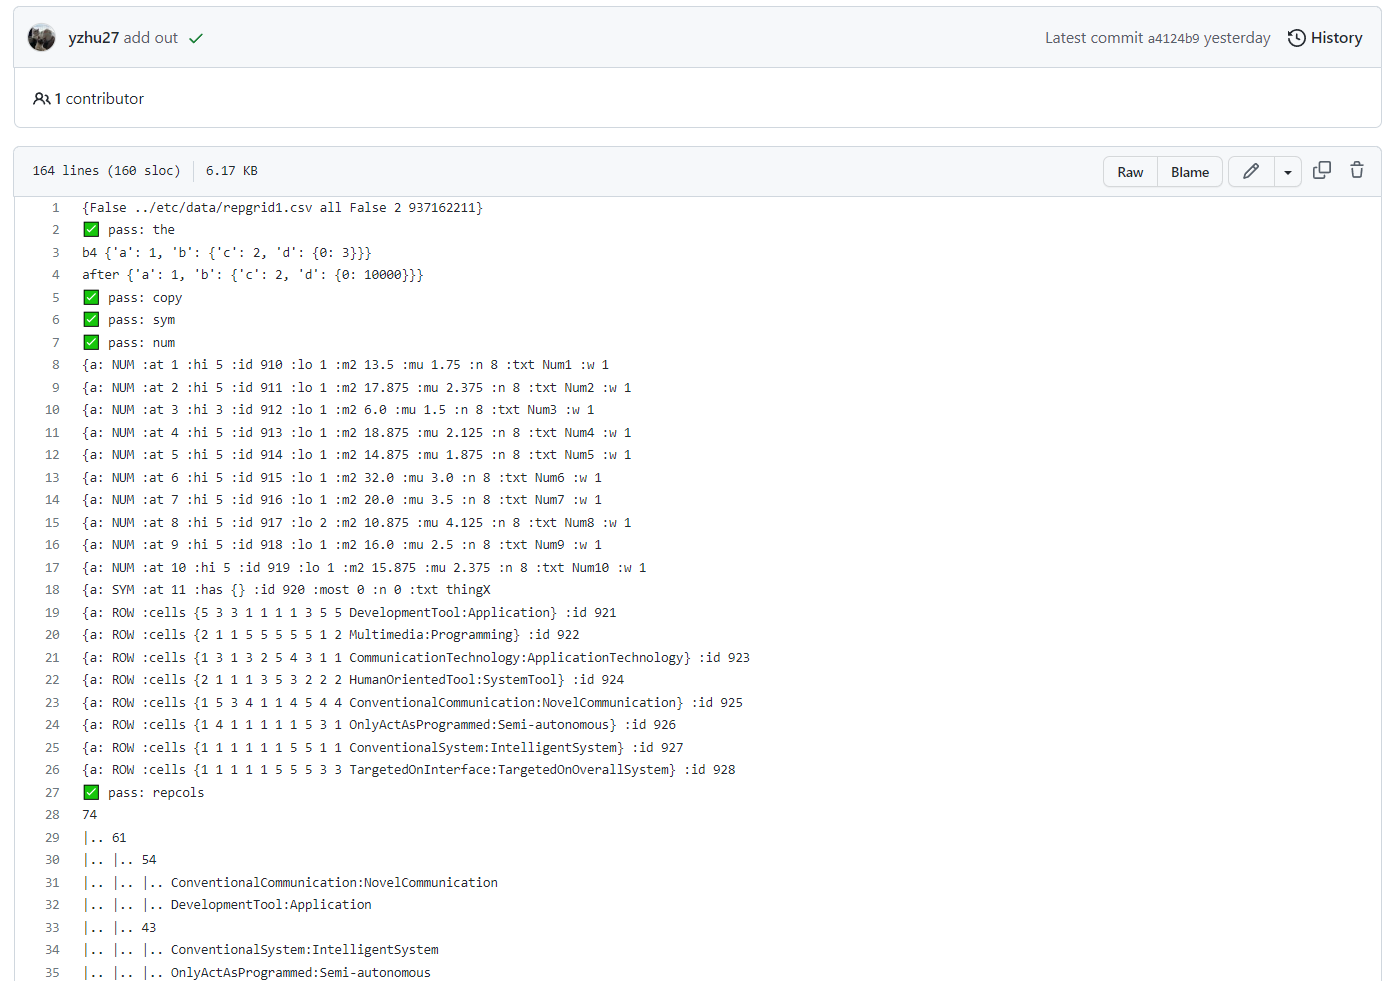 yzhu27 add out
Latest commit a4124b9 yesterday
History
1 contributor
164 lines (160 sloc) 6.17 KB
Raw
Blame
1 {False ../etc/data/repgrid1.csv all False 2 937162211}
2 ✅ pass: the
3 b4 {'a': 1, 'b': {'c': 2, 'd': {0: 3}}}
4 after {'a': 1, 'b': {'c': 2, 'd': {0: 10000}}}
5 ✅ pass: copy
6 ✅ pass: sym
7 ✅ pass: num
8 {a: NUM :at 1 :hi 5 :id 910 :lo 1 :m2 13.5 :mu 1.75 :n 8 :txt Num1 :w 1
9 {a: NUM :at 2 :hi 5 :id 911 :lo 1 :m2 17.875 :mu 2.375 :n 8 :txt Num2 :w 1
10 {a: NUM :at 3 :hi 3 :id 912 :lo 1 :m2 6.0 :mu 1.5 :n 8 :txt Num3 :w 1
11 {a: NUM :at 4 :hi 5 :id 913 :lo 1 :m2 18.875 :mu 2.125 :n 8 :txt Num4 :w 1
12 {a: NUM :at 5 :hi 5 :id 914 :lo 1 :m2 14.875 :mu 1.875 :n 8 :txt Num5 :w 1
13 {a: NUM :at 6 :hi 5 :id 915 :lo 1 :m2 32.0 :mu 3.0 :n 8 :txt Num6 :w 1
14 {a: NUM :at 7 :hi 5 :id 916 :lo 1 :m2 20.0 :mu 3.5 :n 8 :txt Num7 :w 1
15 {a: NUM :at 8 :hi 5 :id 917 :lo 2 :m2 10.875 :mu 4.125 :n 8 :txt Num8 :w 1
16 {a: NUM :at 9 :hi 5 :id 918 :lo 1 :m2 16.0 :mu 2.5 :n 8 :txt Num9 :w 1
17 {a: NUM :at 10 :hi 5 :id 919 :lo 1 :m2 15.875 :mu 2.375 :n 8 :txt Num10 :w 1
18 {a: SYM :at 11 :has {} :id 920 :most 0 :n 0 :txt thingX
19 {a: ROW :cells {5 3 3 1 1 1 1 3 5 5 DevelopmentTool:Application} :id 921
20 {a: ROW :cells {2 1 1 5 5 5 5 5 1 2 Multimedia:Programming} :id 922
21 {a: ROW :cells {1 3 1 3 2 5 4 3 1 1 CommunicationTechnology:ApplicationTechnology} :id 923
22 {a: ROW :cells {2 1 1 1 3 5 3 2 2 2 HumanOrientedTool:SystemTool} :id 924
23 {a: ROW :cells {1 5 3 4 1 1 4 5 4 4 ConventionalCommunication:NovelCommunication} :id 925
24 {a: ROW :cells {1 4 1 1 1 1 1 5 3 1 OnlyActAsProgrammed:Semi-autonomous} :id 926
25 {a: ROW :cells {1 1 1 1 1 1 5 5 1 1 ConventionalSystem:IntelligentSystem} :id 927
26 {a: ROW :cells {1 1 1 1 1 5 5 5 3 3 TargetedOnInterface:TargetedOnOverallSystem} :id 928
27 ✅ pass: repcols
28 74
29 |.. 61
30 |.. |.. 54
31 |.. |.. |.. ConventionalCommunication:NovelCommunication
32 |.. |.. |.. DevelopmentTool:Application
33 |.. |.. 43
34 |.. |.. |.. ConventionalSystem:IntelligentSystem
35 |.. |.. |.. OnlyActAsProgrammed:Semi-autonomous